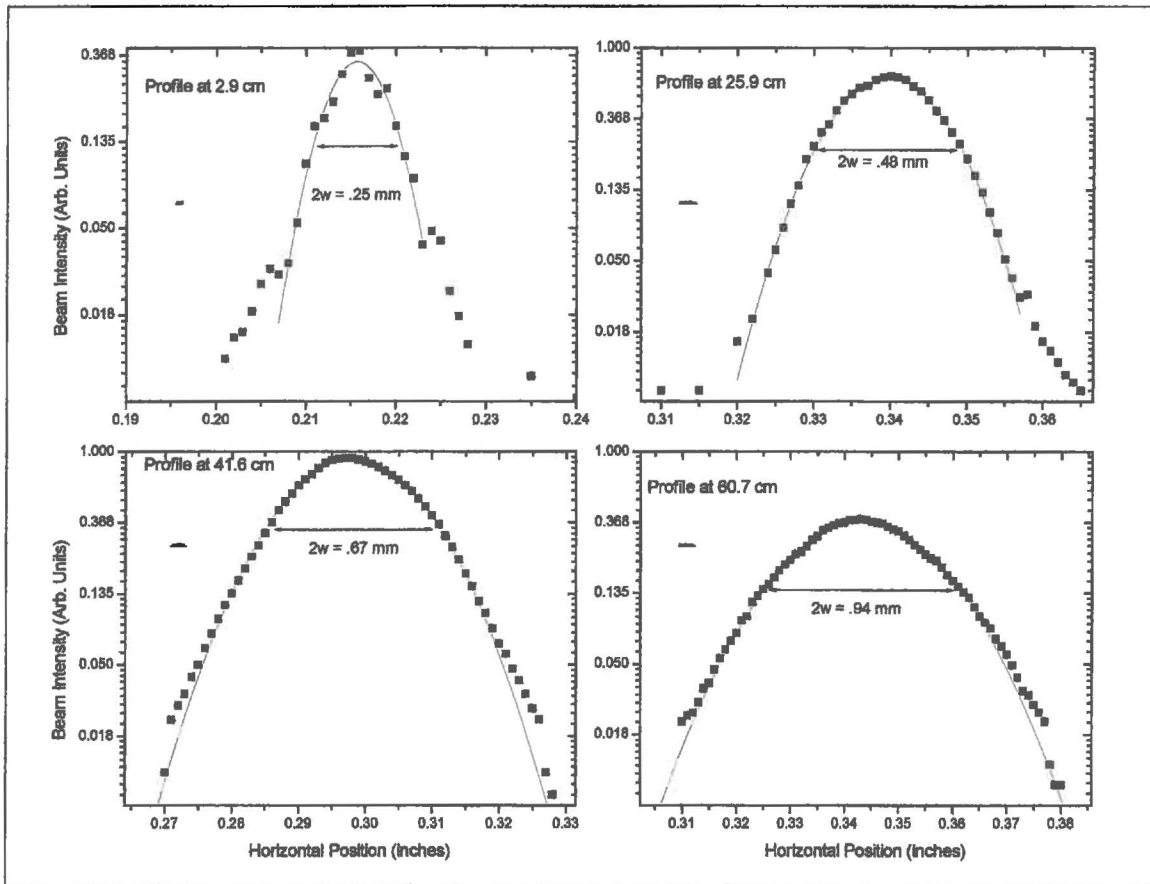 Profile at 2.9 cm
2w = .25 mm
0.368
0.135
0.050
0.018
Beam Intensity (Arb. Units)
0.19 0.20 0.21 0.22 0.23 0.24
Profile at 25.9 cm
2w = .48 mm
1.000
0.368
0.135
0.050
0.018
0.31 0.32 0.33 0.34 0.35 0.36
Profile at 41.6 cm
2w = .67 mm
1.000
0.368
0.135
0.050
0.018
Beam Intensity (Arb. Units)
0.27 0.28 0.29 0.30 0.31 0.32 0.33
Horizontal Position (Inches)
Profile at 60.7 cm
2w = .94 mm
1.000
0.368
0.135
0.050
0.018
0.31 0.32 0.33 0.34 0.35 0.36 0.37 0.38
Horizontal Position (Inches)